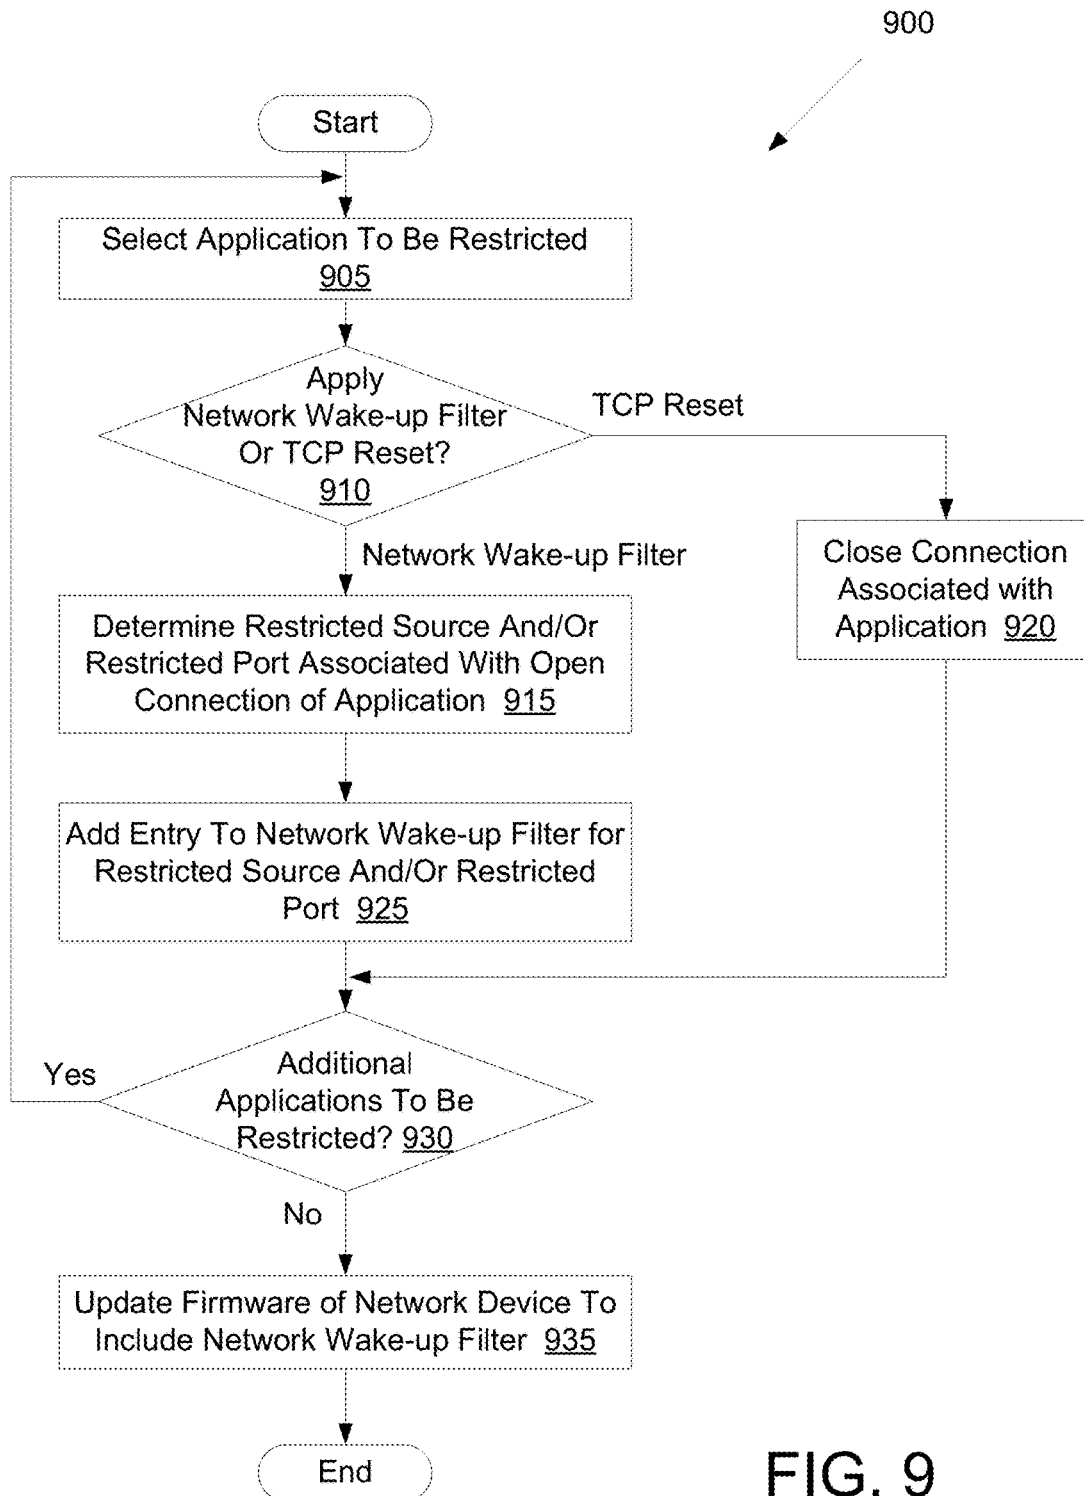 900
Start
Select Application To Be Restricted
905
Apply
Network Wake-up Filter
Or TCP Reset?
910
TCP Reset
Network Wake-up Filter
Close Connection
Associated with
Application 920
Determine Restricted Source And/Or
Restricted Port Associated With Open
Connection of Application 915
Add Entry To Network Wake-up Filter for
Restricted Source And/Or Restricted
Port 925
Yes
Additional
Applications To Be
Restricted? 930
No
Update Firmware of Network Device To
Include Network Wake-up Filter 935
End
FIG. 9